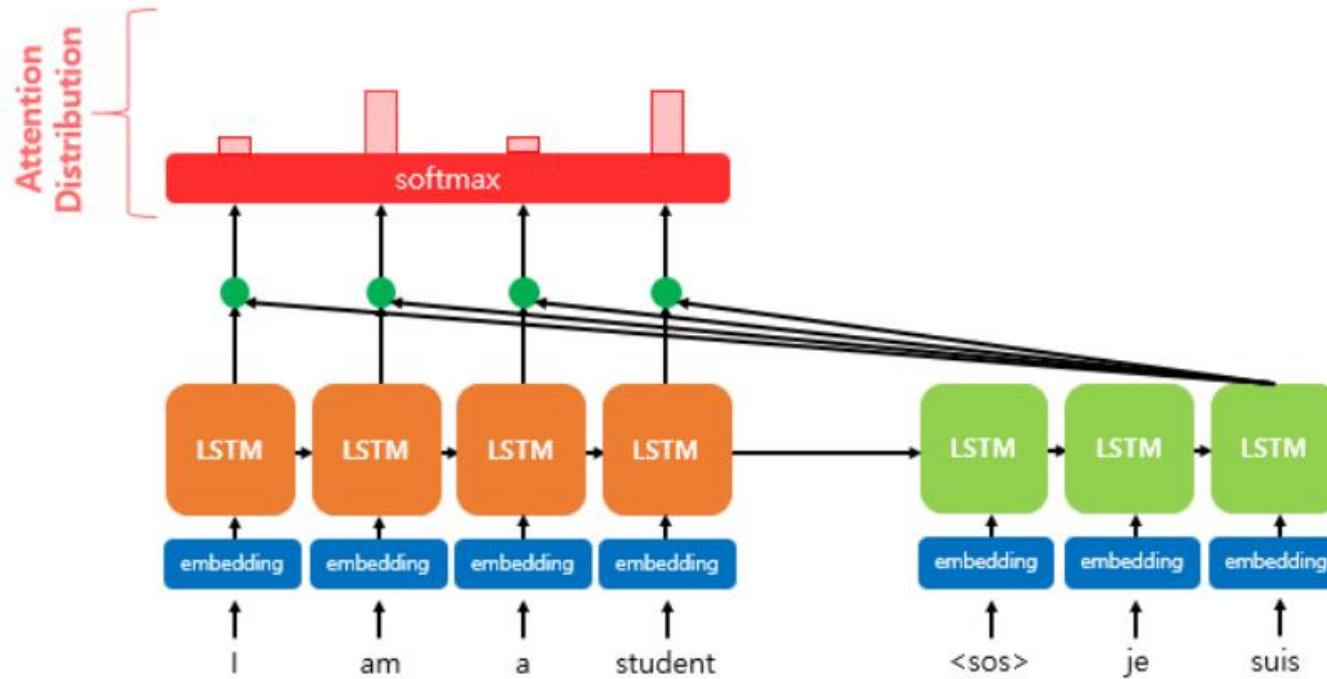 Attention
Distribution
softmax
LSTM LSTM LSTM LSTM LSTM LSTM LSTM
embedding embedding embedding embedding embedding embedding embedding
I am a student <sos> je suis